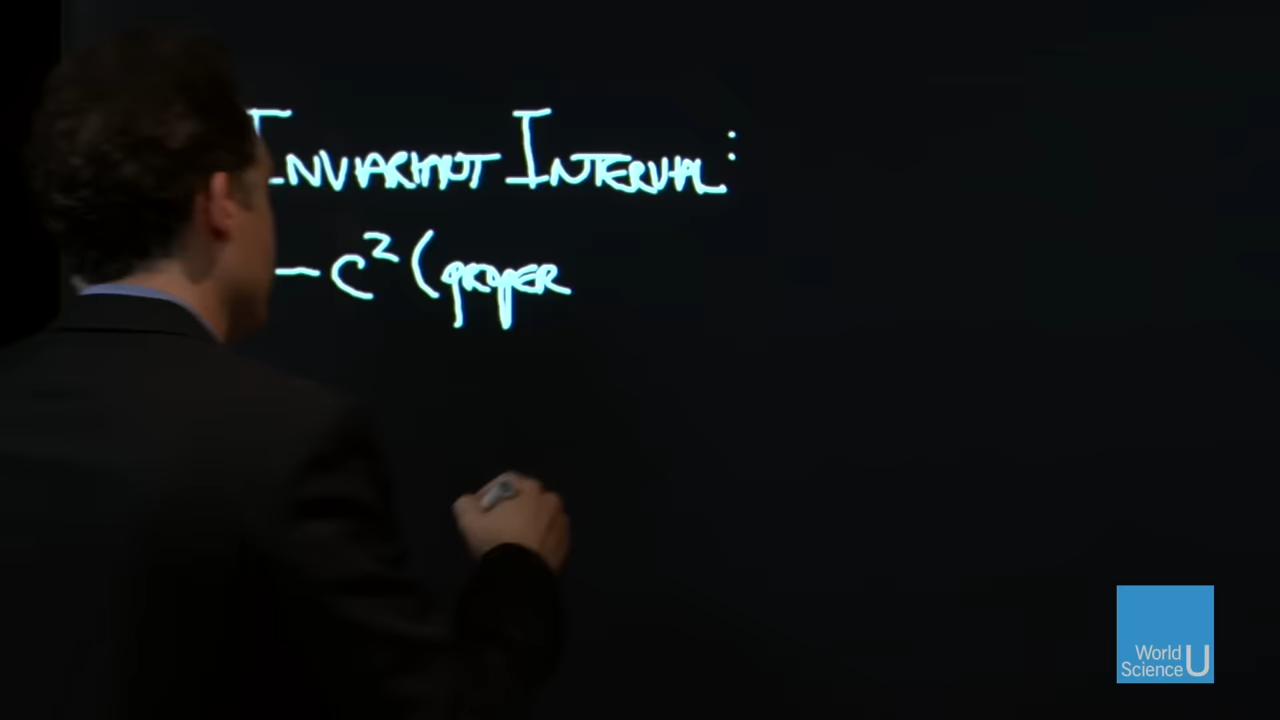 INVARIANT INTERVAL:
- c² (proper
World
Science U